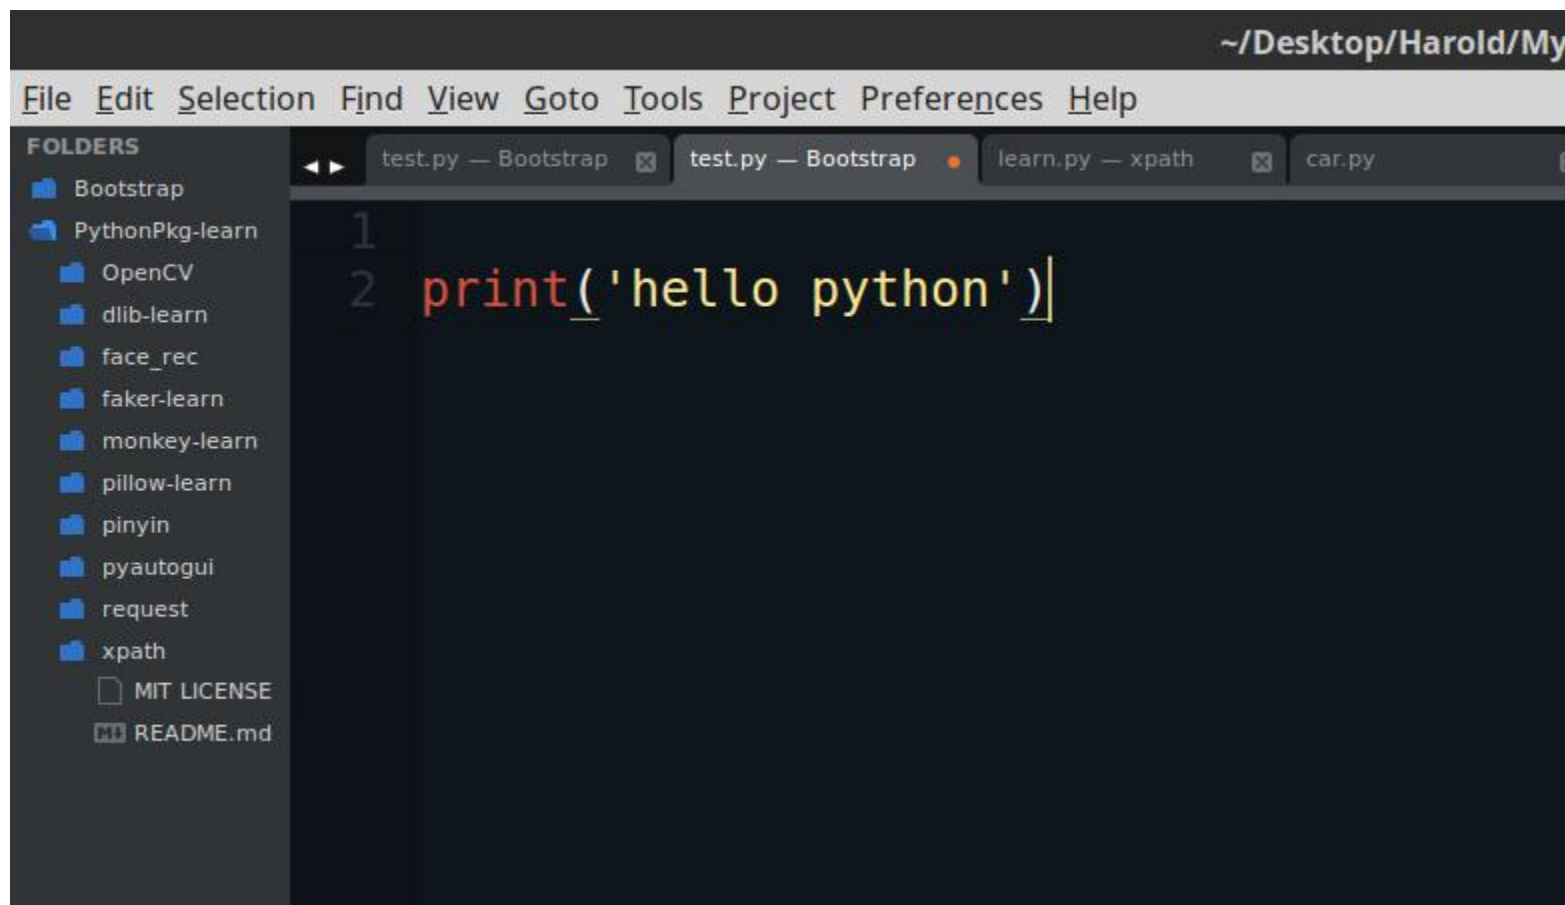 ~/Desktop/Harold/My
File Edit Selection Find View Goto Tools Project Preferences Help
FOLDERS
Bootstrap
PythonPkg-learn
OpenCV
dlib-learn
face_rec
faker-learn
monkey-learn
pillow-learn
pinyin
pyautogui
request
xpath
MIT LICENSE
README.md
test.py — Bootstrap test.py — Bootstrap learn.py — xpath car.py
1
2 print('hello python')